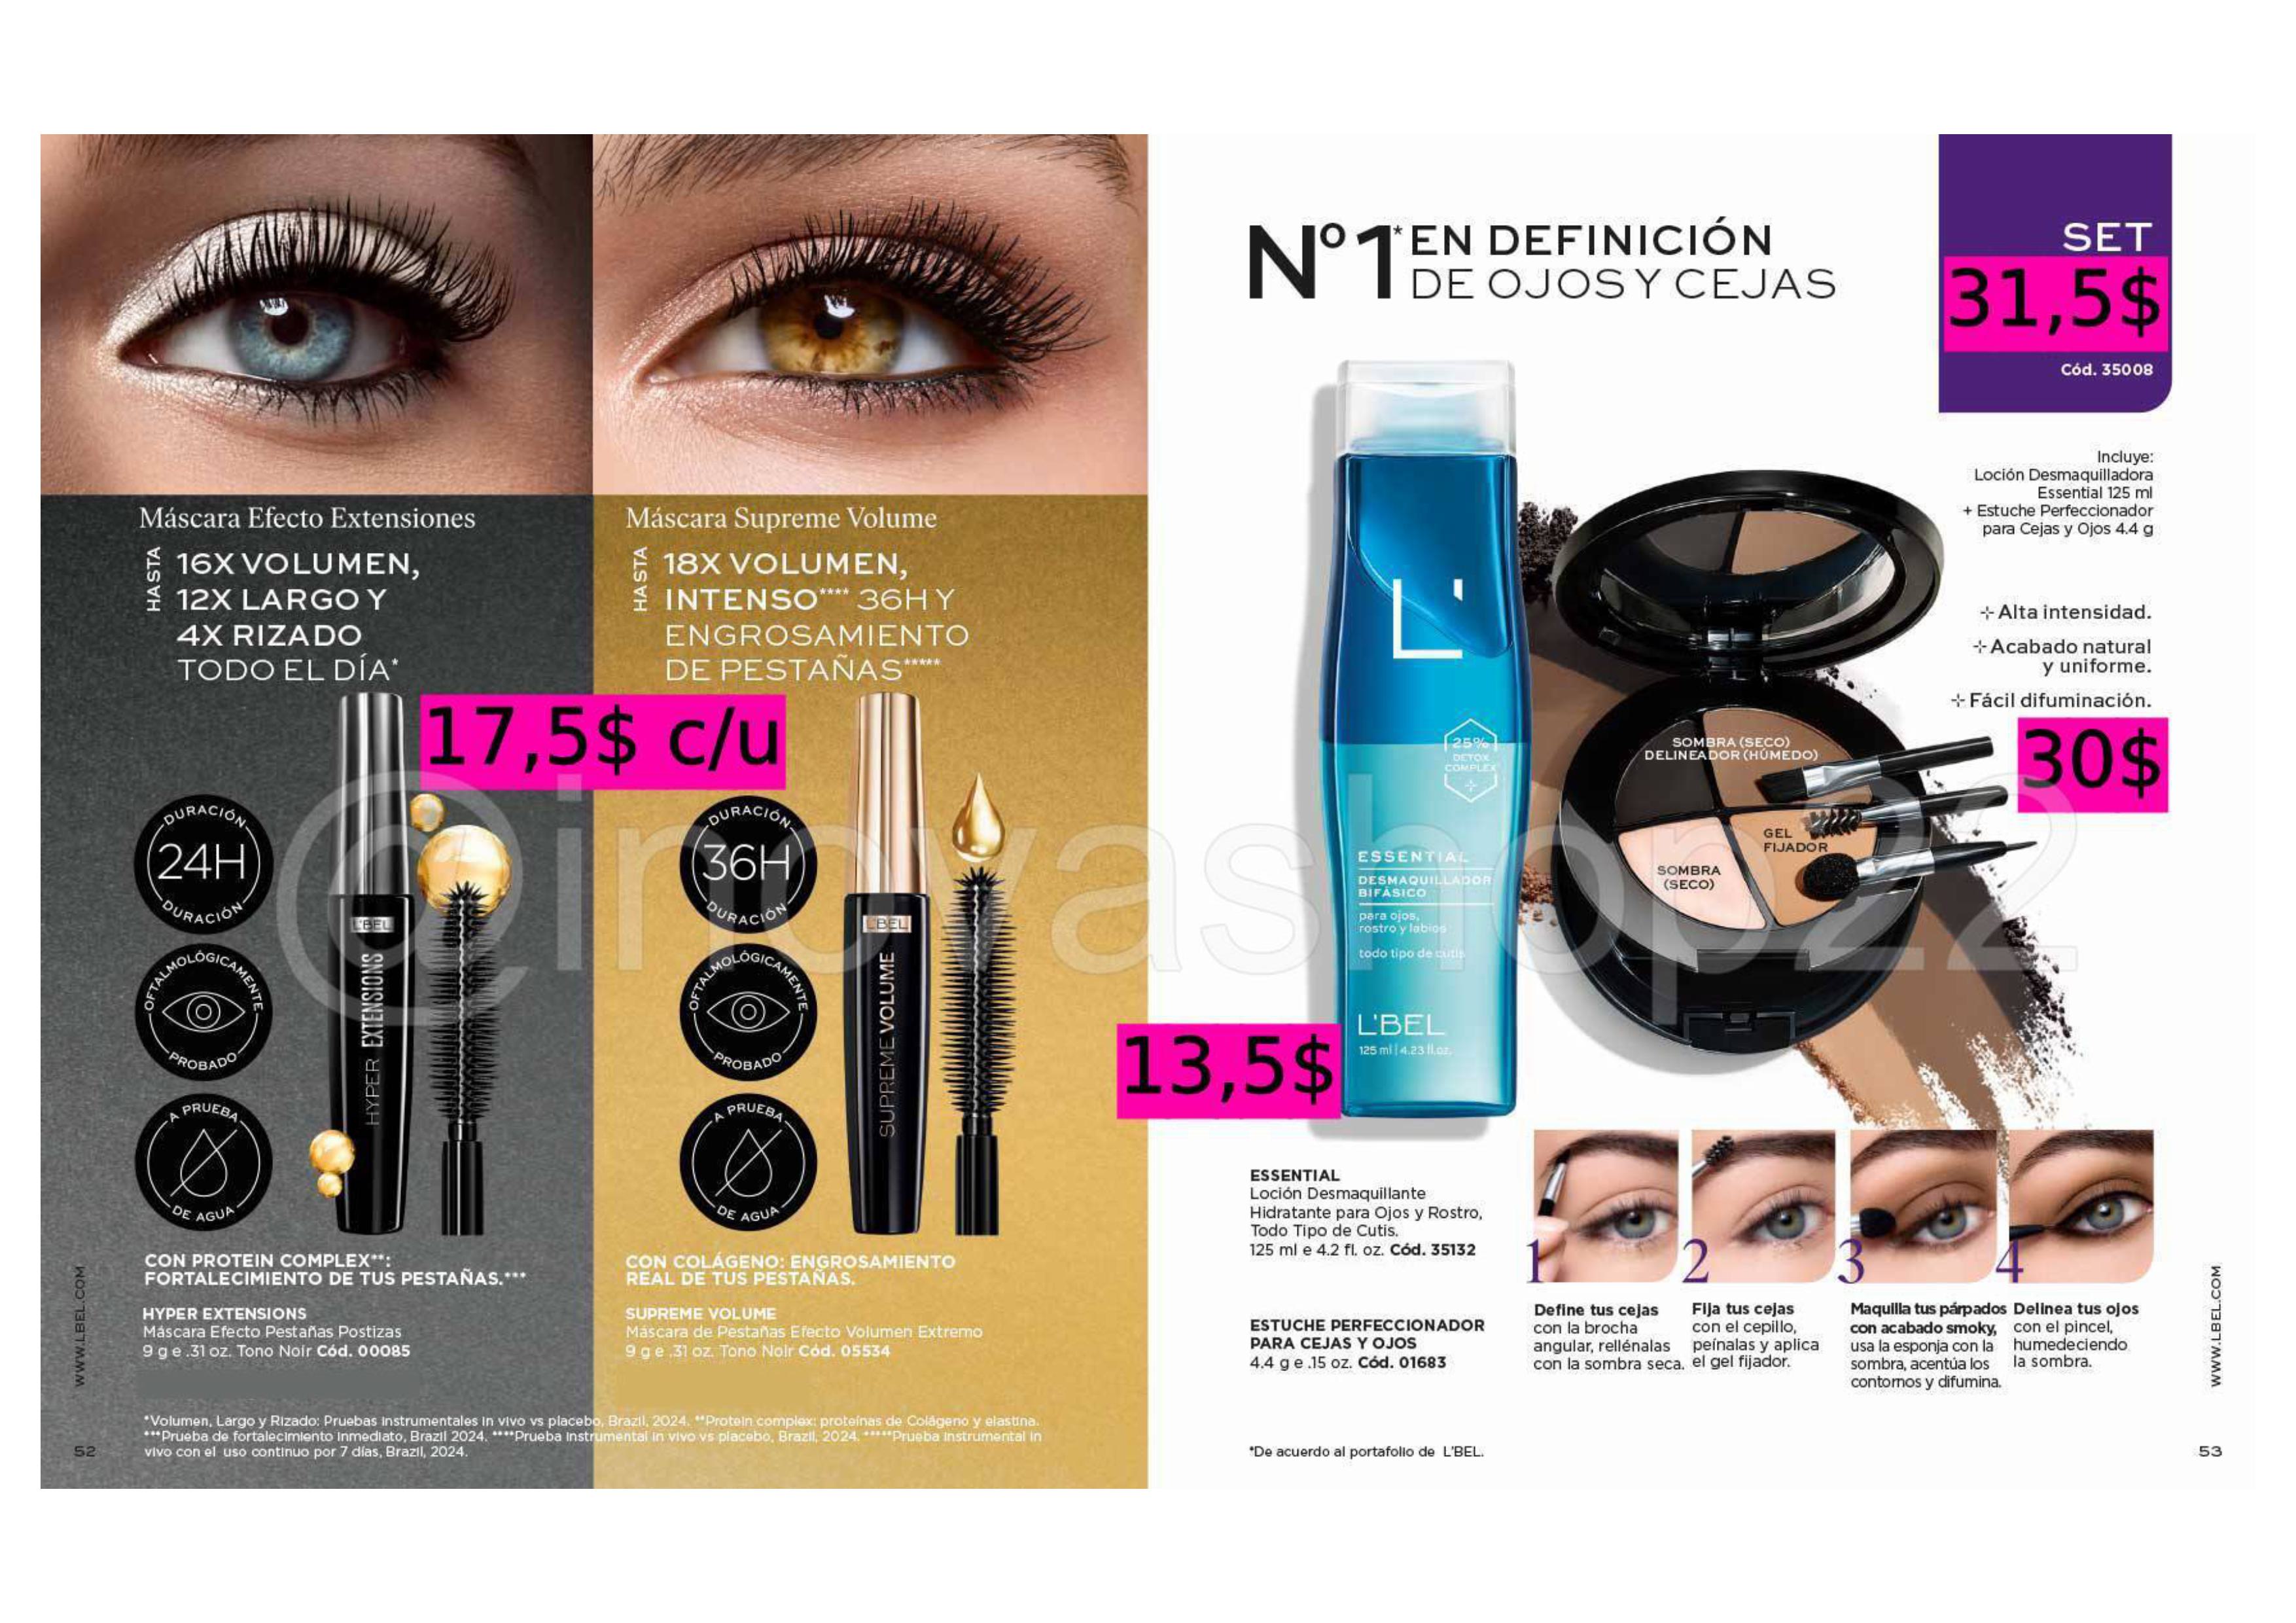 Máscara Efecto Extensiones
HASTA
16X VOLUMEN,
12X LARGO Y
4X RIZADO
TODO EL DÍA*
17,5$ c/u
DURACIÓN
24H
DURACIÓN
OFTALMOLÓGICAMENTE
PROBADO
A PRUEBA
DE AGUA
L'BEL
HYPER EXTENSIONS
CON PROTEIN COMPLEX**:
FORTALECIMIENTO DE TUS PESTAÑAS.***
HYPER EXTENSIONS
Máscara Efecto Pestañas Postizas
9 g e .31 oz. Tono Noir Cód. 00085
Máscara Supreme Volume
HASTA
18X VOLUMEN,
INTENSO**** 36H Y
ENGROSAMIENTO
DE PESTAÑAS*****
DURACIÓN
36H
DURACIÓN
OFTALMOLÓGICAMENTE
PROBADO
A PRUEBA
DE AGUA
L'BEL
SUPREME VOLUME
CON COLÁGENO: ENGROSAMIENTO
REAL DE TUS PESTAÑAS.
SUPREME VOLUME
Máscara de Pestañas Efecto Volumen Extremo
9 g e .31 oz. Tono Noir Cód. 05534
*Volumen, Largo y Rizado: Pruebas instrumentales in vivo vs placebo, Brazil, 2024. **Protein complex: proteínas de Colágeno y elastina.
***Prueba de fortalecimiento inmediato, Brazil 2024. ****Prueba instrumental in vivo vs placebo, Brazil, 2024. *****Prueba instrumental in
vivo con el uso continuo por 7 días, Brazil, 2024.
WWW.LBEL.COM
52
@inovashop22
Nº1* EN DEFINICIÓN
DE OJOS Y CEJAS
SET
31,5$
Cód. 35008
Incluye:
Loción Desmaquilladora
Essential 125 ml
+ Estuche Perfeccionador
para Cejas y Ojos 4.4 g
+ Alta intensidad.
+ Acabado natural
y uniforme.
+ Fácil difuminación.
30$
L'
25%
DETOX
COMPLEX
+
ESSENTIAL
DESMAQUILLADOR
BIFÁSICO
para ojos,
rostro y labios
todo tipo de cutis
L'BEL
125 ml | 4.23 fl.oz.
13,5$
SOMBRA (SECO)
DELINEADOR (HÚMEDO)
GEL
FIJADOR
SOMBRA
(SECO)
ESSENTIAL
Loción Desmaquillante
Hidratante para Ojos y Rostro,
Todo Tipo de Cutis.
125 ml e 4.2 fl. oz. Cód. 35132
ESTUCHE PERFECCIONADOR
PARA CEJAS Y OJOS
4.4 g e .15 oz. Cód. 01683
1
Define tus cejas
con la brocha
angular, rellénalas
con la sombra seca.
2
Fija tus cejas
con el cepillo,
peínalas y aplica
el gel fijador.
3
Maquilla tus párpados
con acabado smoky,
usa la esponja con la
sombra, acentúa los
contornos y difumina.
4
Delinea tus ojos
con el pincel,
humedeciendo
la sombra.
*De acuerdo al portafolio de L'BEL.
WWW.LBEL.COM
53